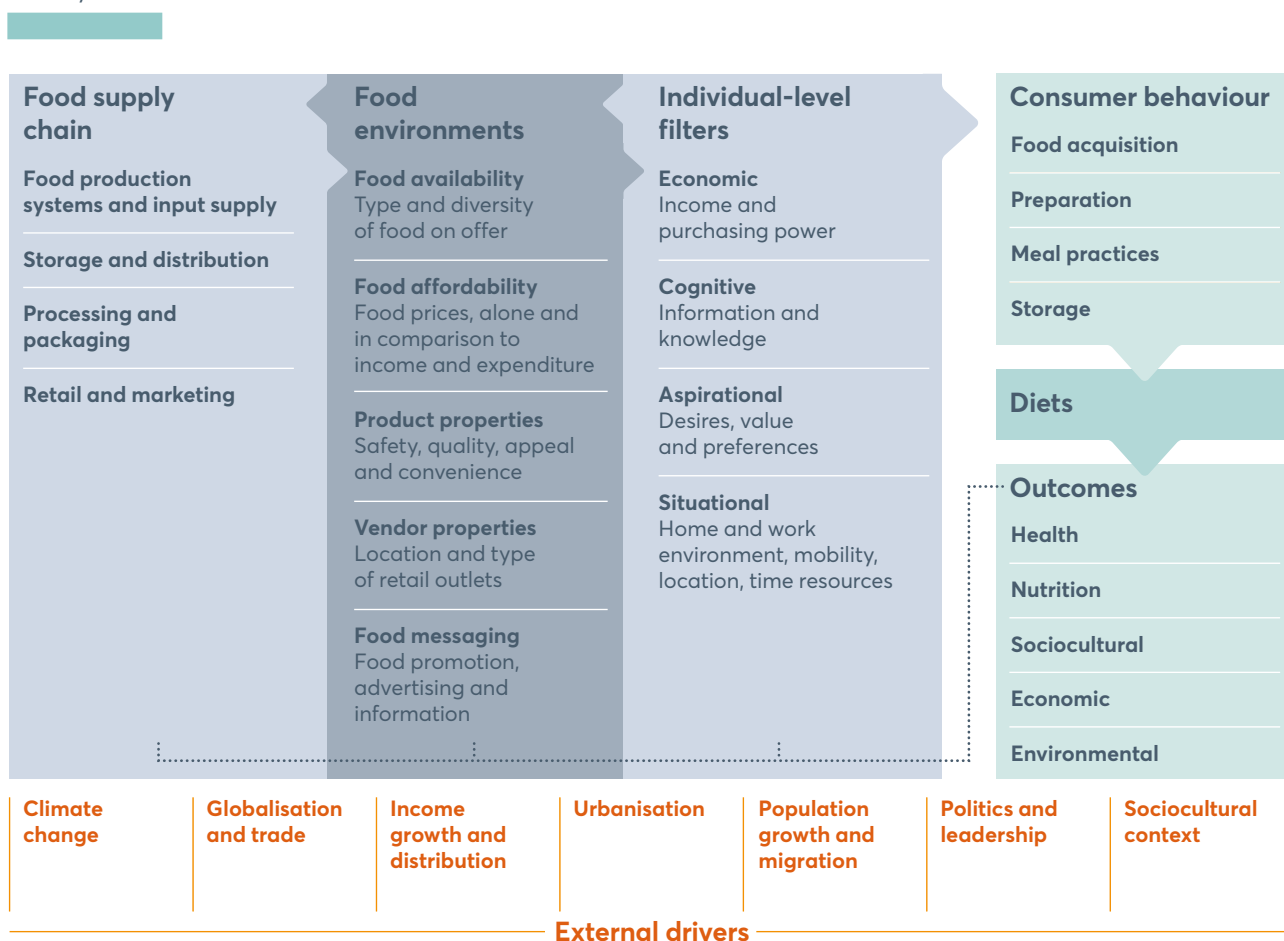 Food supply
chain
Food production
systems and input supply
Storage and distribution
Processing and
packaging
Retail and marketing
Food
environments
Food availability
Type and diversity
of food on offer
Food affordability
Food prices, alone and
in comparison to
income and expenditure
Product properties
Safety, quality, appeal
and convenience
Vendor properties
Location and type
of retail outlets
Food messaging
Food promotion,
advertising and
information
Individual-level
filters
Economic
Income and
purchasing power
Cognitive
Information and
knowledge
Aspirational
Desires, value
and preferences
Situational
Home and work
environment, mobility,
location, time resources
Consumer behaviour
Food acquisition
Preparation
Meal practices
Storage
Diets
Outcomes
Health
Nutrition
Sociocultural
Economic
Environmental
Climate
change
Globalisation
and trade
Income
growth and
distribution
Urbanisation
Population
growth and
migration
Politics and
leadership
Sociocultural
context
External drivers